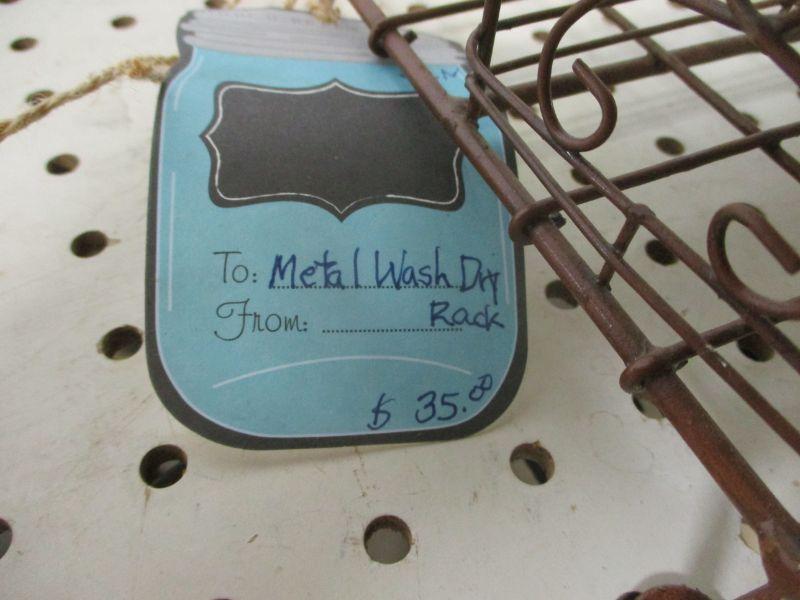 To: Metal Wash Dry
From: Rack
$ 35.00